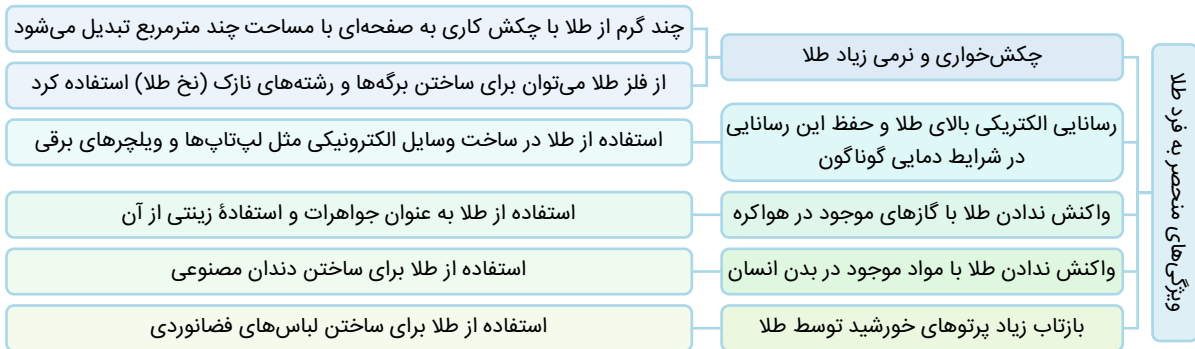 ویژگی‌های منحصر به فرد طلا
چکش‌خواری و نرمی زیاد طلا
چند گرم از طلا با چکش کاری به صفحه‌ای با مساحت چند مترمربع تبدیل می‌شود
از فلز طلا می‌توان برای ساختن برگه‌ها و رشته‌های نازک (نخ طلا) استفاده کرد
رسانایی الکتریکی بالای طلا و حفظ این رسانایی
در شرایط دمایی گوناگون
استفاده از طلا در ساخت وسایل الکترونیکی مثل لپ‌تاپ‌ها و ویلچرهای برقی
واکنش ندادن طلا با گازهای موجود در هواکره
استفاده از طلا به عنوان جواهرات و استفادۀ زینتی از آن
واکنش ندادن طلا با مواد موجود در بدن انسان
استفاده از طلا برای ساختن دندان مصنوعی
بازتاب زیاد پرتوهای خورشید توسط طلا
استفاده از طلا برای ساختن لباس‌های فضانوردی